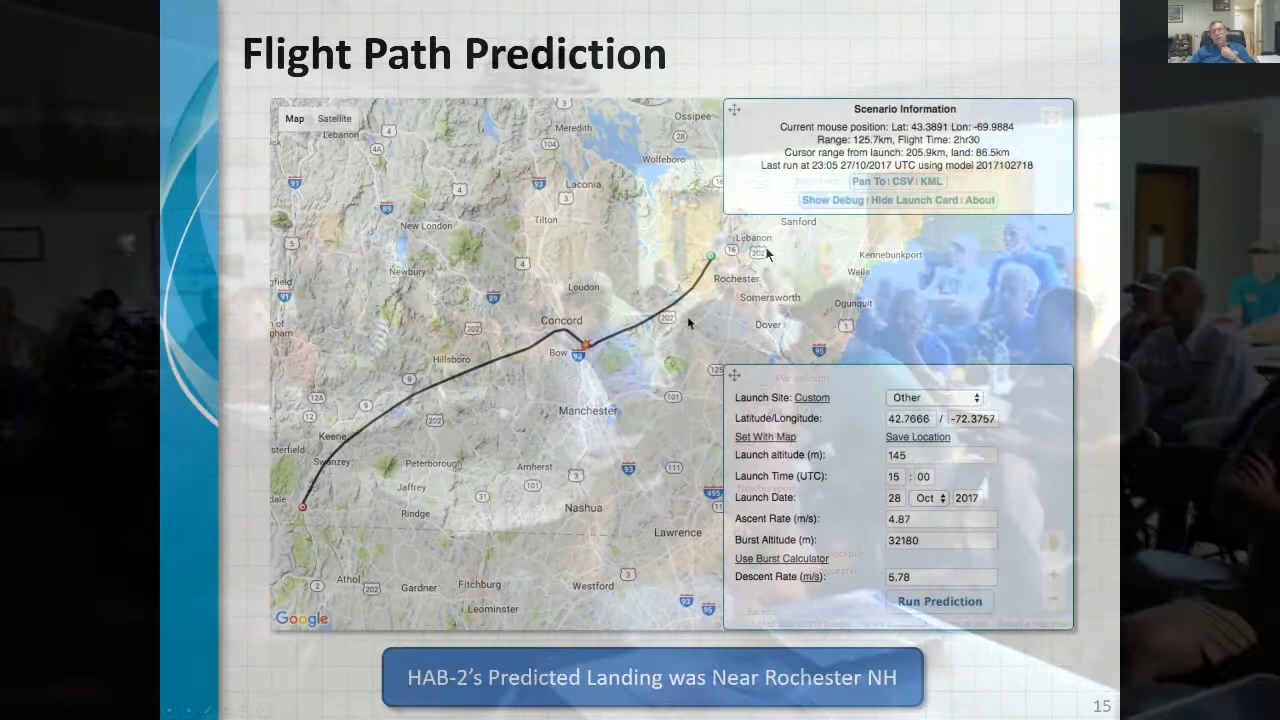 Flight Path Prediction
Map Satellite
Scenario Information
Current mouse position: Lat: 43.3891 Lon: -69.9884
Range: 125.7km, Flight Time: 2hr30
Cursor range from launch: 205.9km, land: 86.5km
Last run at 23:05 27/10/2017 UTC using model 2017102718
Pan To | CSV | KML
Show Debug | Hide Launch Card | About
Ossipee
Meredith
Lebanon
Wolfeboro
Laconia
Tilton
New London
Sanford
Lebanon
Kennebunkport
Newbury
Wells
Rochester
Loudon
Somersworth
Ogunquit
Concord
Dover
Bow
Hillsboro
Manchester
Keene
Swanzey
Peterborough
Amherst
Jaffrey
Rindge
Nashua
Lawrence
Athol
Gardner
Fitchburg
Westford
Leominster
Google
Launch Site: Custom Other
Latitude/Longitude: 42.7666 / -72.3757
Set With Map Save Location
Launch altitude (m): 145
Launch Time (UTC): 15 : 00
Launch Date: 28 Oct 2017
Ascent Rate (m/s): 4.87
Burst Altitude (m): 32180
Use Burst Calculator
Descent Rate (m/s): 5.78
Run Prediction
HAB-2's Predicted Landing was Near Rochester NH
15